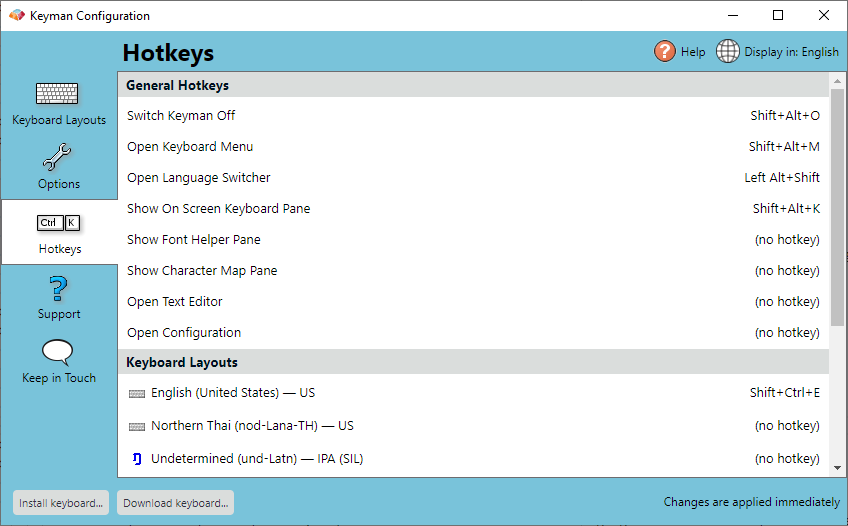 Keyman Configuration
Hotkeys
Help
Display in: English
Keyboard Layouts
Options
Ctrl K
Hotkeys
Support
Keep in Touch
General Hotkeys
Switch Keyman Off Shift+Alt+O
Open Keyboard Menu Shift+Alt+M
Open Language Switcher Left Alt+Shift
Show On Screen Keyboard Pane Shift+Alt+K
Show Font Helper Pane (no hotkey)
Show Character Map Pane (no hotkey)
Open Text Editor (no hotkey)
Open Configuration (no hotkey)
Keyboard Layouts
English (United States) — US Shift+Ctrl+E
Northern Thai (nod-Lana-TH) — US (no hotkey)
Undetermined (und-Latn) — IPA (SIL) (no hotkey)
Install keyboard... Download keyboard... Changes are applied immediately